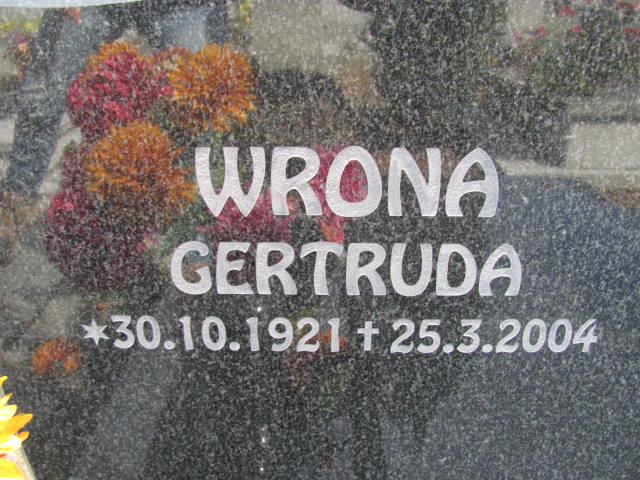 WRONA
GERTRUDA
*30.10.1921 † 25.3.2004